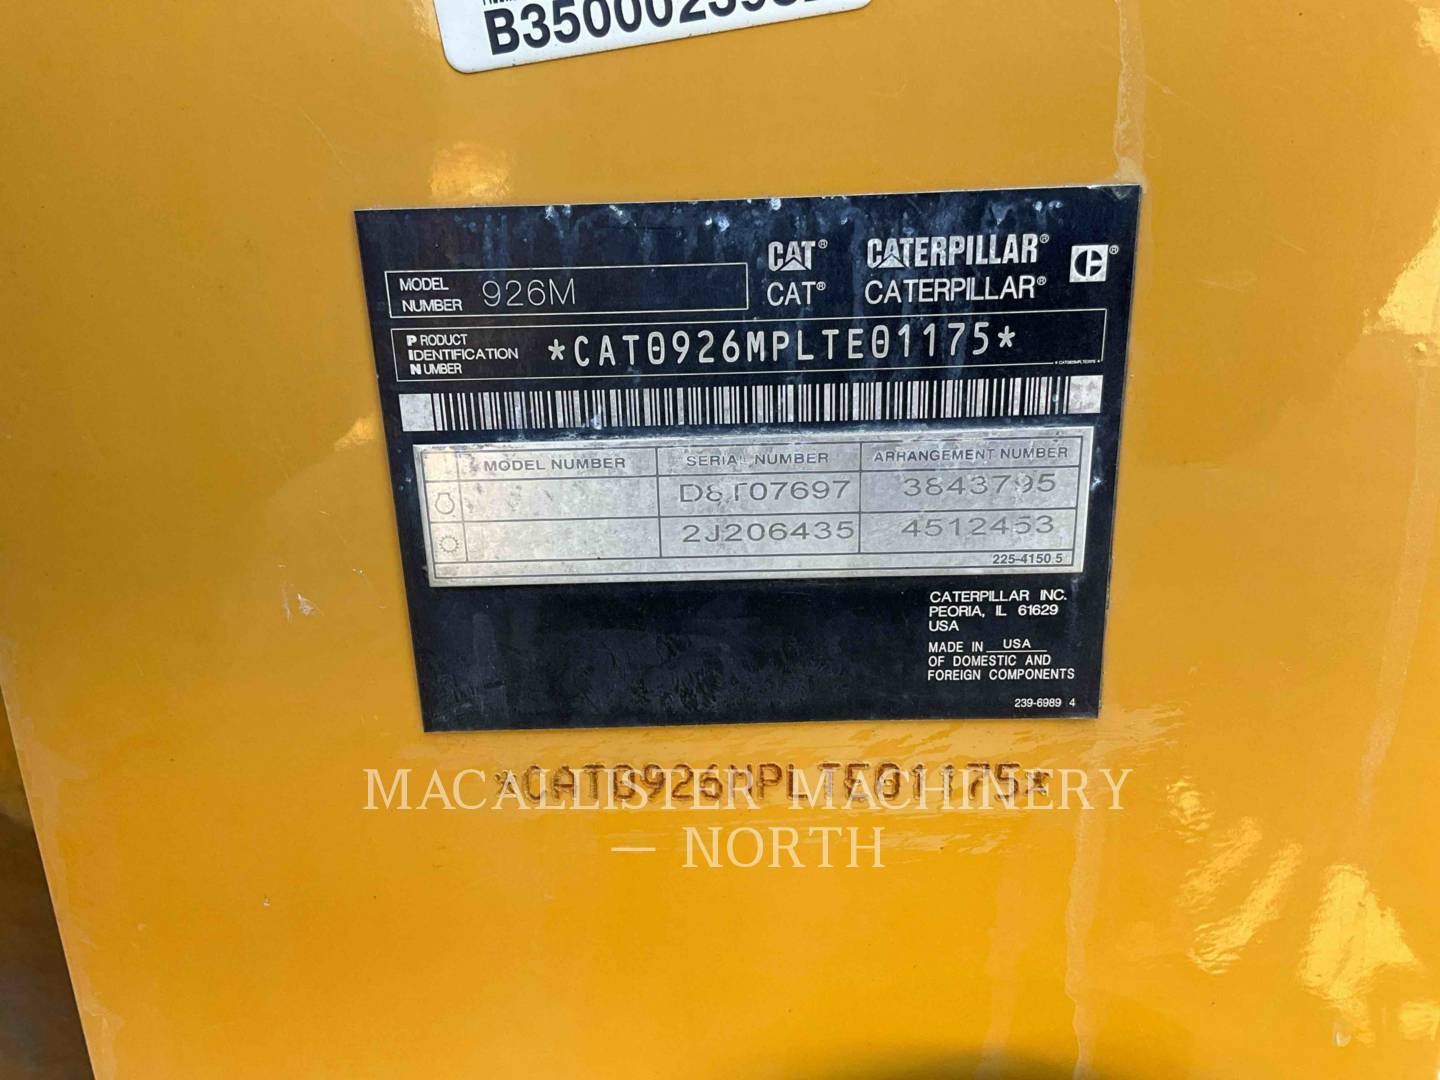 MODEL NUMBER 926M
CAT® CATERPILLAR®
CAT® CATERPILLAR®
PRODUCT IDENTIFICATION NUMBER *CAT0926MPLTE01175*
MODEL NUMBER SERIAL NUMBER ARRANGEMENT NUMBER
3843795
2J206435 4512453
225-4150 5
CATERPILLAR INC.
PEORIA, IL 61629
USA
MADE IN USA
OF DOMESTIC AND
FOREIGN COMPONENTS
239-6989 4
*CAT0926MPLTE01175*
MACALLISTER MACHINERY
— NORTH